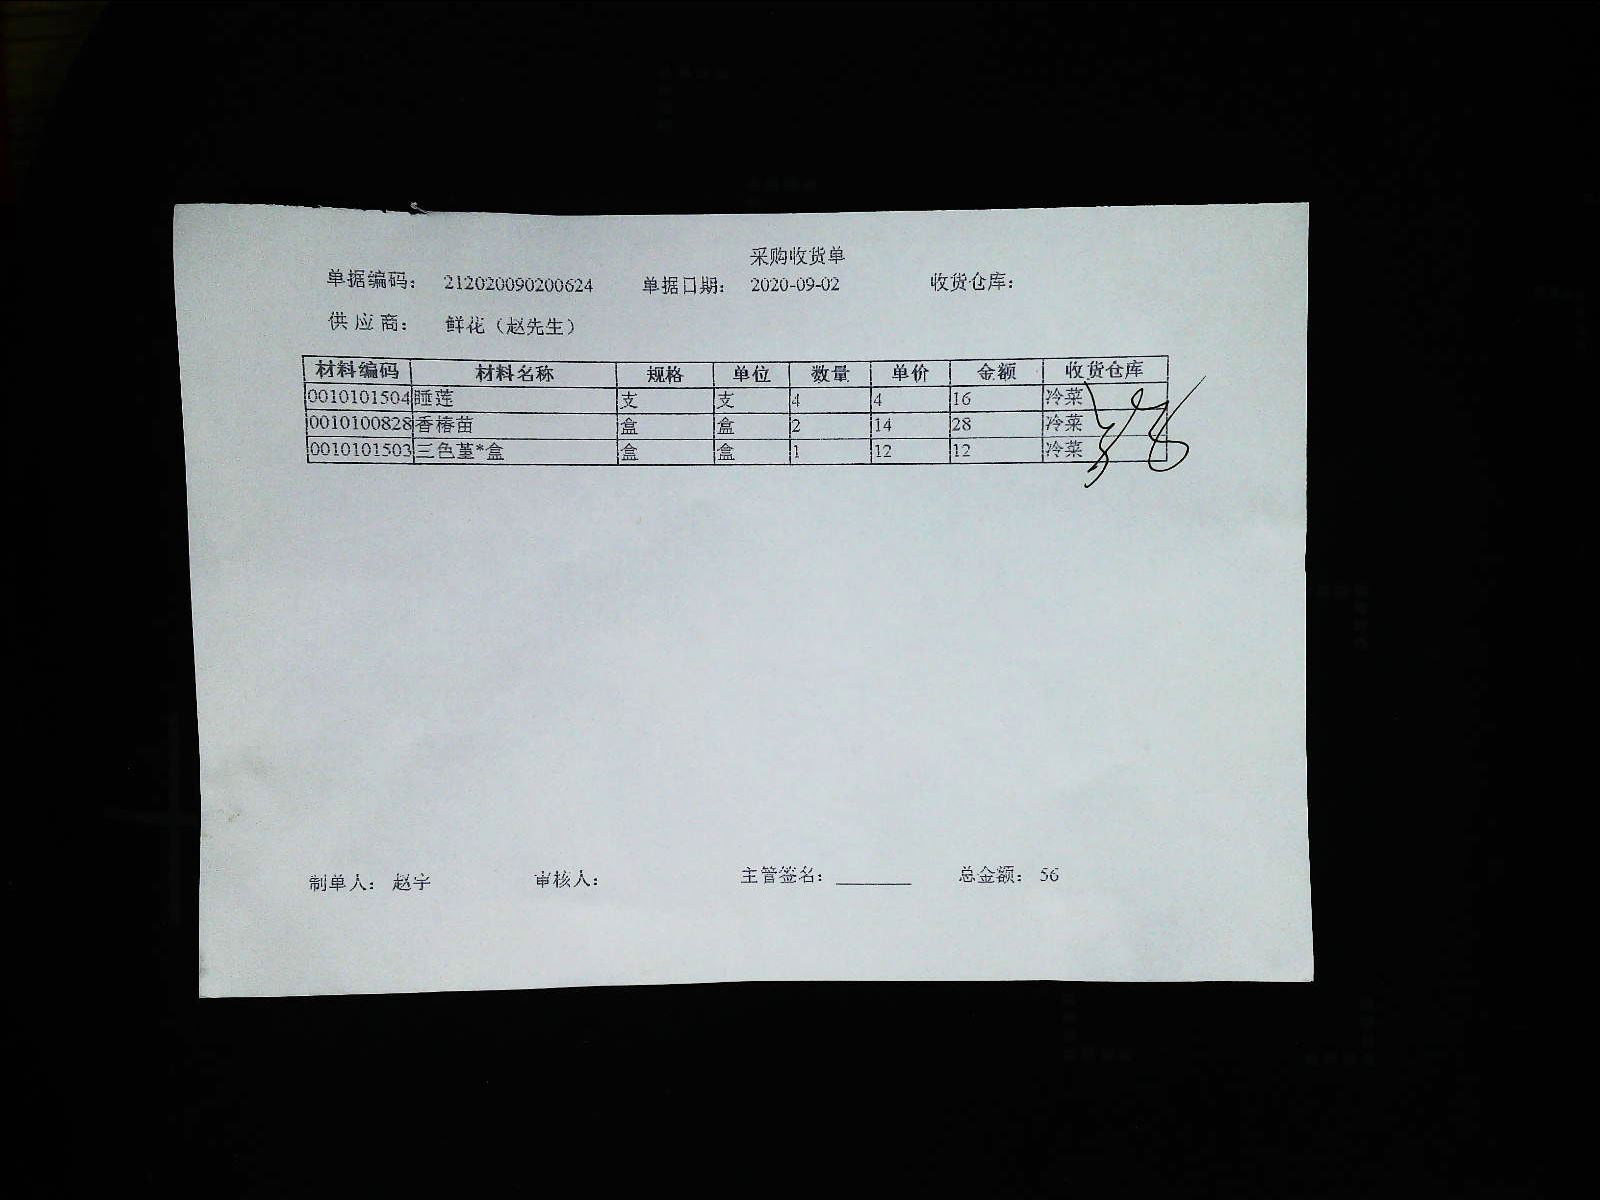 采购收货单
单据编码： 212020090200624 单据日期： 2020-09-02 收货仓库：
供应商： 鲜花（赵先生）
材料编码 材料名称 规格 单位 数量 单价 金额 收货仓库
0010101504 睡莲 支 支 4 4 16 冷菜
0010100828 香椿苗 盒 盒 2 14 28 冷菜
0010101503 三色堇*盒 盒 盒 1 12 12 冷菜
制单人： 赵宇 审核人： 主管签名： 总金额： 56